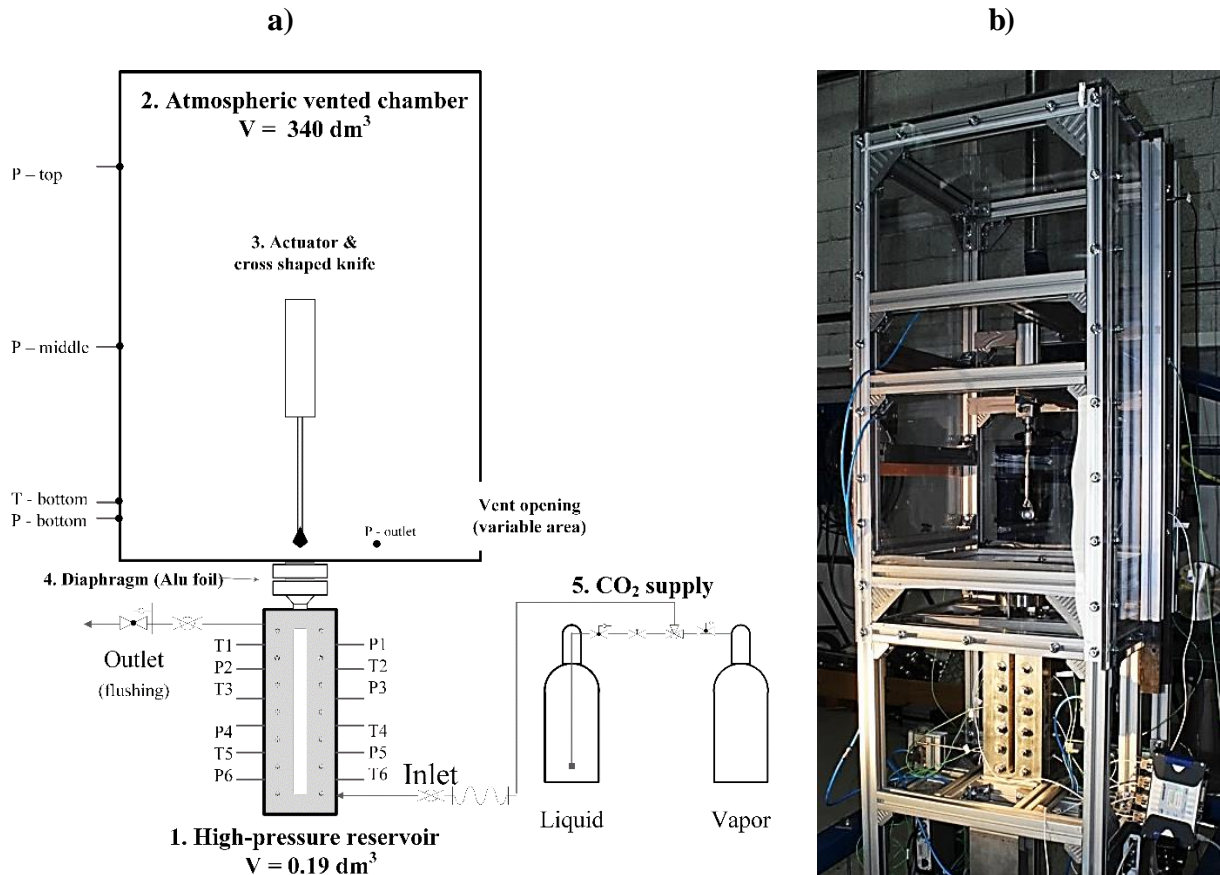 a)
b)
2. Atmospheric vented chamber
V = 340 dm³
P – top
3. Actuator &
cross shaped knife
P – middle
T - bottom
P - bottom
Vent opening
(variable area)
P - outlet
4. Diaphragm (Alu foil)
5. CO₂ supply
Outlet
(flushing)
T1
P2
T3
P4
T5
P6
P1
T2
P3
T4
P5
T6
Inlet
Liquid
Vapor
1. High-pressure reservoir
V = 0.19 dm³